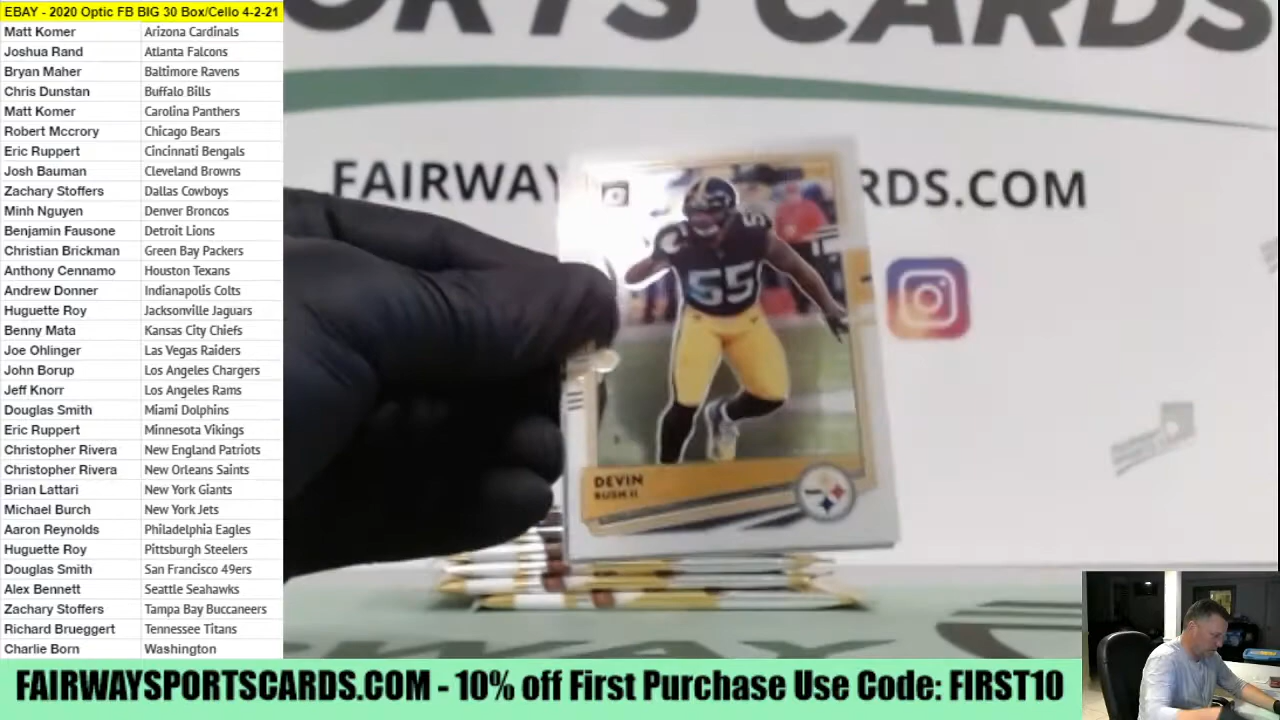 EBAY - 2020 Optic FB BIG 30 Box/Cello 4-2-21
Matt Komer Arizona Cardinals
Joshua Rand Atlanta Falcons
Bryan Maher Baltimore Ravens
Chris Dunstan Buffalo Bills
Matt Komer Carolina Panthers
Robert Mccrory Chicago Bears
Eric Ruppert Cincinnati Bengals
Josh Bauman Cleveland Browns
Zachary Stoffers Dallas Cowboys
Minh Nguyen Denver Broncos
Benjamin Fausone Detroit Lions
Christian Brickman Green Bay Packers
Anthony Cennamo Houston Texans
Andrew Donner Indianapolis Colts
Huguette Roy Jacksonville Jaguars
Benny Mata Kansas City Chiefs
Joe Ohlinger Las Vegas Raiders
John Borup Los Angeles Chargers
Jeff Knorr Los Angeles Rams
Douglas Smith Miami Dolphins
Eric Ruppert Minnesota Vikings
Christopher Rivera New England Patriots
Christopher Rivera New Orleans Saints
Brian Lattari New York Giants
Michael Burch New York Jets
Aaron Reynolds Philadelphia Eagles
Huguette Roy Pittsburgh Steelers
Douglas Smith San Francisco 49ers
Alex Bennett Seattle Seahawks
Zachary Stoffers Tampa Bay Buccaneers
Richard Brueggert Tennessee Titans
Charlie Born Washington
SPORTS CARDS
FAIRWAY RDS.COM
55
55
DEVIN
BUSH II
FAIRWAYSPORTSCARDS.COM - 10% off First Purchase Use Code: FIRST10